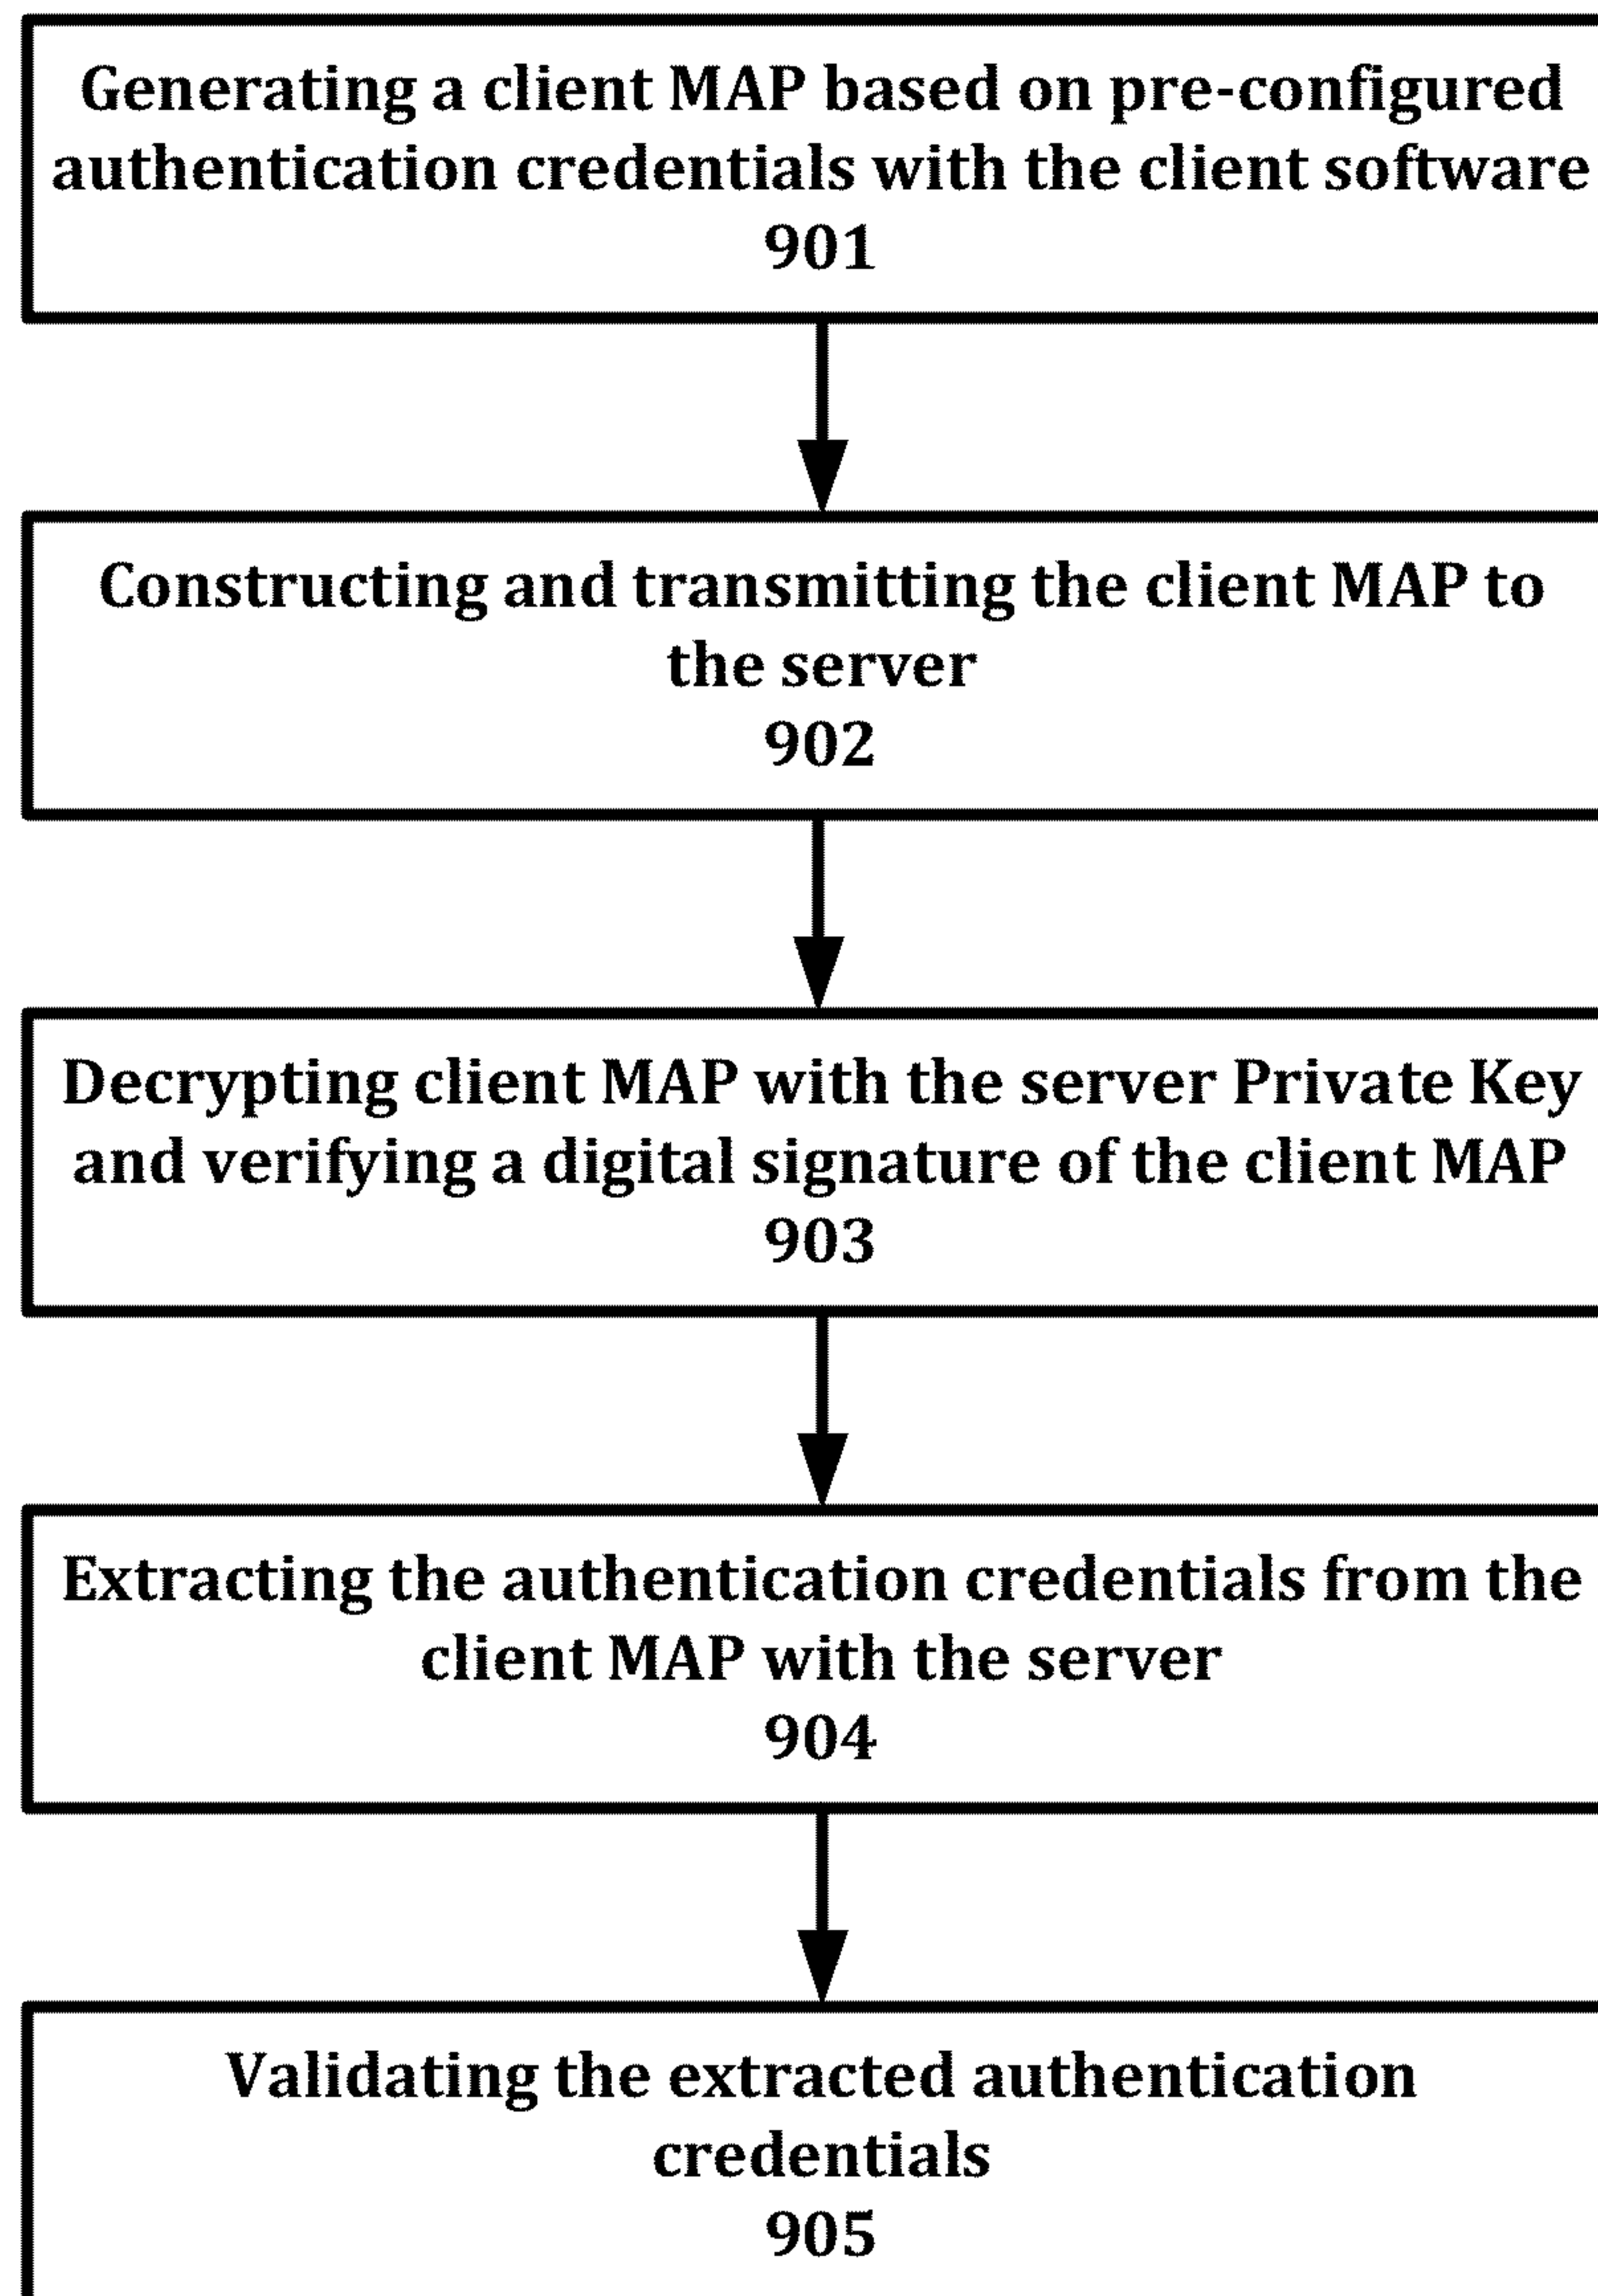 Generating a client MAP based on pre-configured
authentication credentials with the client software
901
Constructing and transmitting the client MAP to
the server
902
Decrypting client MAP with the server Private Key
and verifying a digital signature of the client MAP
903
Extracting the authentication credentials from the
client MAP with the server
904
Validating the extracted authentication
credentials
905